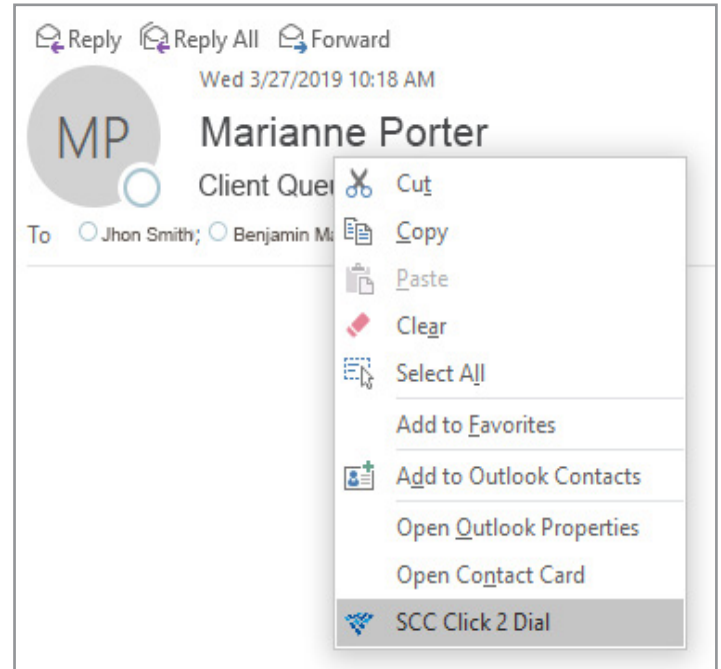 Reply Reply All Forward
Wed 3/27/2019 10:18 AM
MP
Marianne Porter
Client
To Jhon Smith; Benjamin
Cut
Copy
Paste
Clear
Select All
Add to Favorites
Add to Outlook Contacts
Open Outlook Properties
Open Contact Card
SCC Click 2 Dial